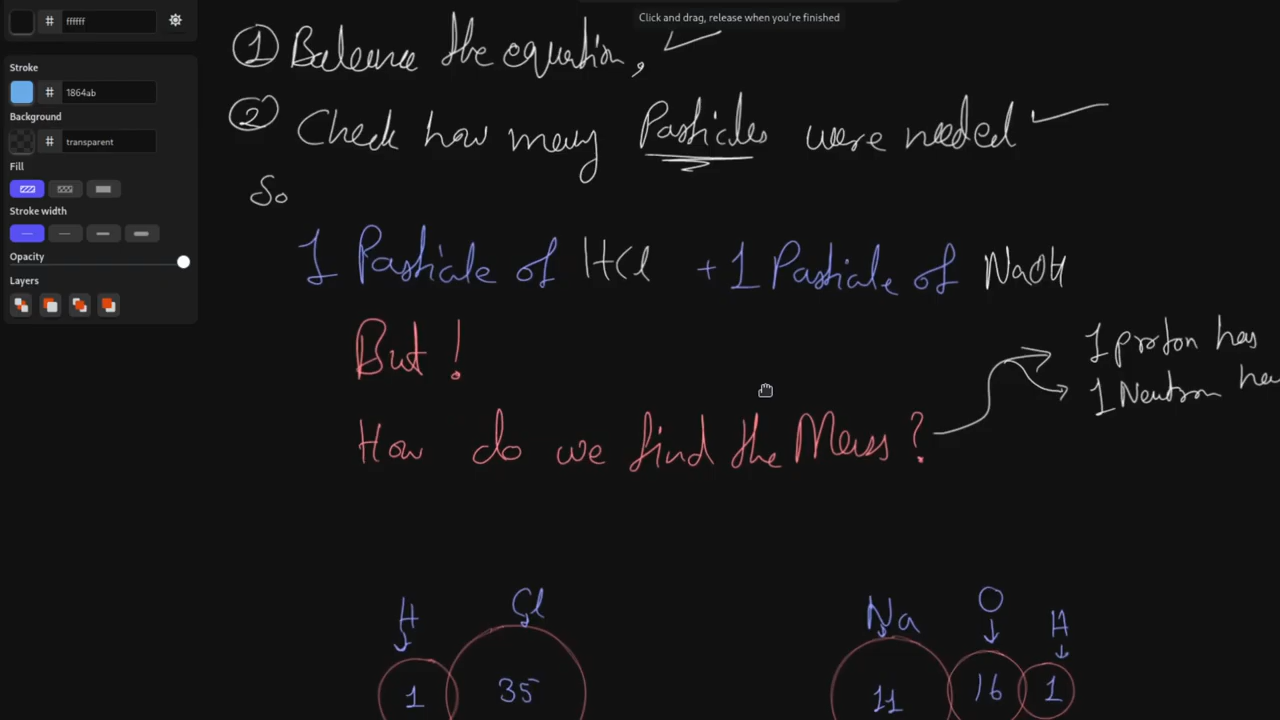 Click and drag, release when you're finished
# ffffff
Stroke
# 1864ab
Background
# transparent
Fill
Stroke width
Opacity
Layers
① Balance the equation, ✓
② Check how many Particles were needed ✓
So
1 Particle of HCl + 1 Particle of NaOH
But !
1 proton has
1 Neutron ha
How do we find the Mass ?
H Cl Na O H
1 35 11 16 1